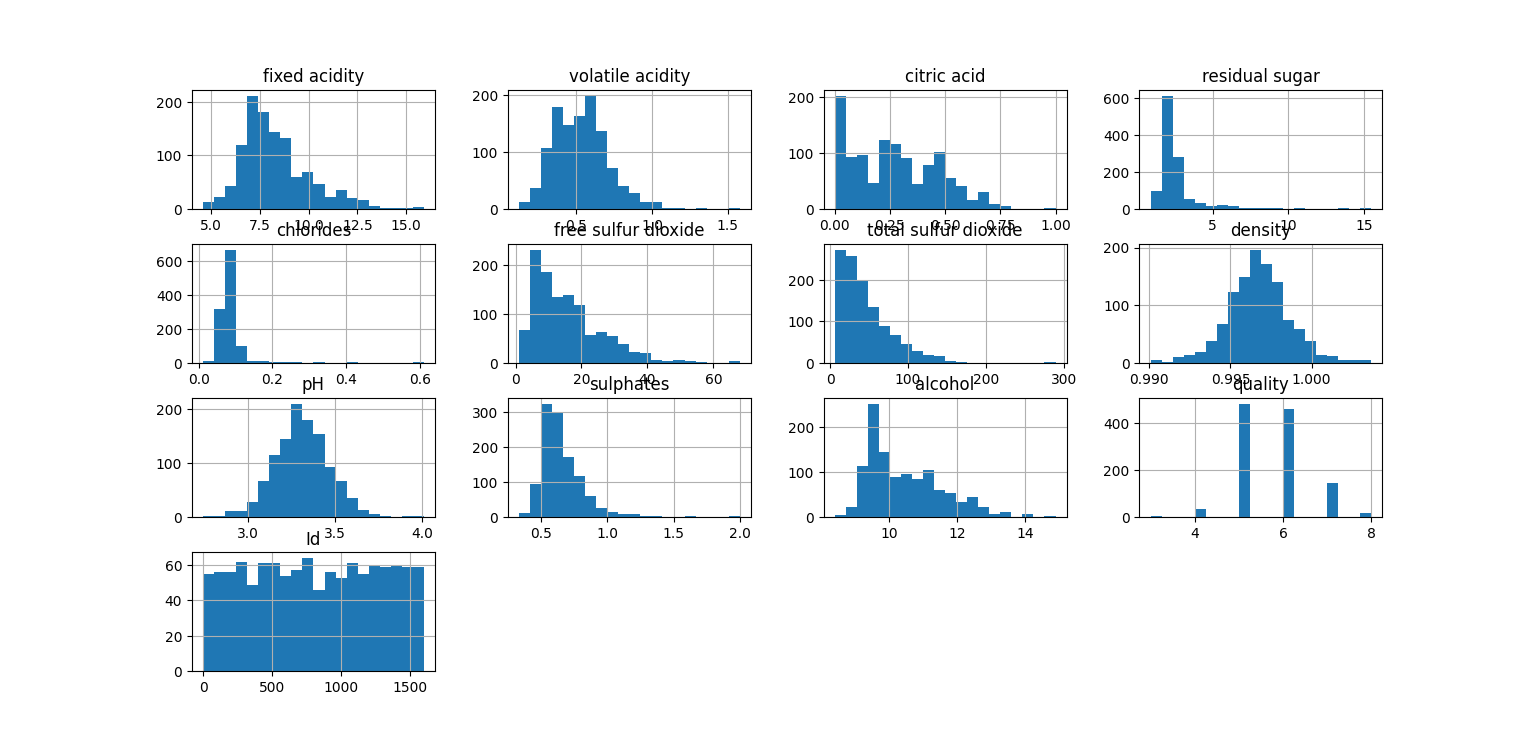 fixed acidity
200
100
0
5.0 7.5 10.0 12.5 15.0
volatile acidity
200
100
0
0.5 1.0 1.5
citric acid
200
100
0
0.00 0.25 0.50 0.75 1.00
residual sugar
600
400
200
0
5 10 15
chlorides
600
400
200
0
0.0 0.2 0.4 0.6
free sulfur dioxide
200
100
0
0 20 40 60
total sulfur dioxide
200
100
0
0 100 200 300
density
200
100
0
0.990 0.995 1.000
pH
200
100
0
3.0 3.5 4.0
sulphates
300
200
100
0
0.5 1.0 1.5 2.0
alcohol
200
100
0
10 12 14
quality
400
200
0
4 6 8
Id
60
40
20
0
0 500 1000 1500